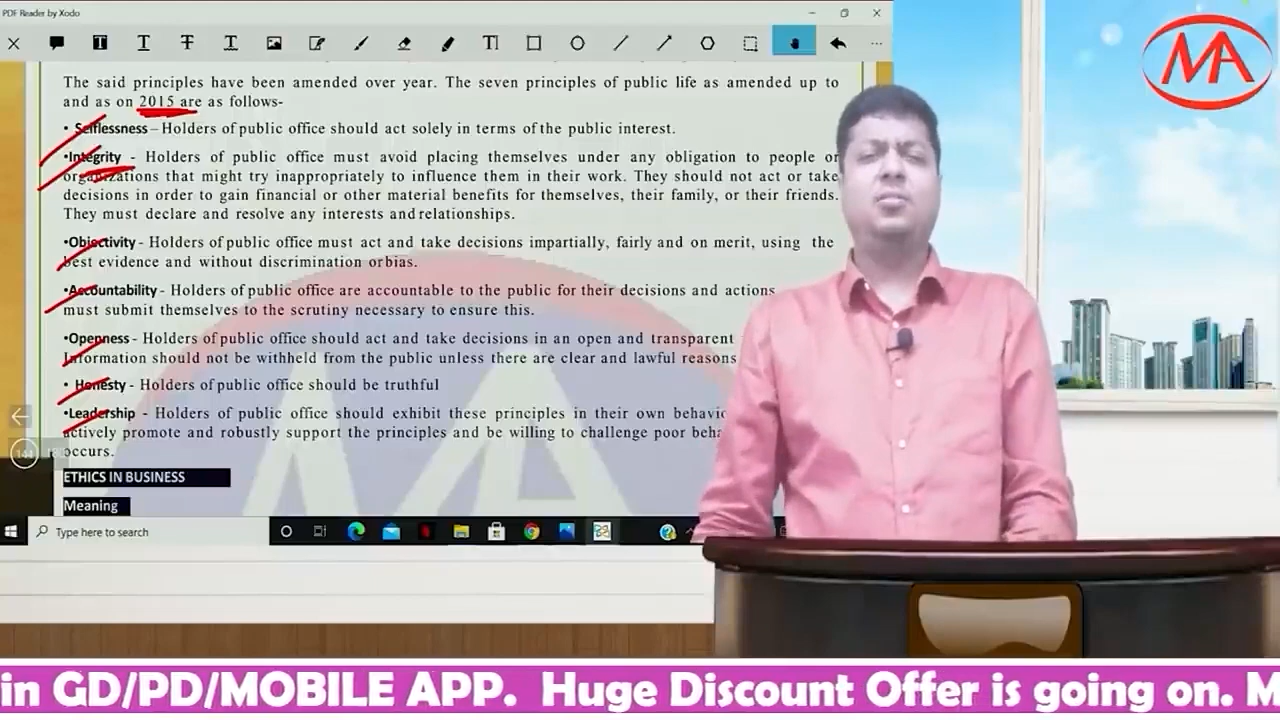 PDF Reader by Xodo
MA
The said principles have been amended over year. The seven principles of public life as amended up to
and as on 2015 are as follows-
• Selflessness – Holders of public office should act solely in terms of the public interest.
•Integrity - Holders of public office must avoid placing themselves under any obligation to people or
organizations that might try inappropriately to influence them in their work. They should not act or take
decisions in order to gain financial or other material benefits for themselves, their family, or their friends.
They must declare and resolve any interests and relationships.
•Objectivity - Holders of public office must act and take decisions impartially, fairly and on merit, using the
best evidence and without discrimination or bias.
•Accountability - Holders of public office are accountable to the public for their decisions and actions
must submit themselves to the scrutiny necessary to ensure this.
•Openness - Holders of public office should act and take decisions in an open and transparent
Information should not be withheld from the public unless there are clear and lawful reasons
• Honesty - Holders of public office should be truthful
•Leadership - Holders of public office should exhibit these principles in their own
actively promote and robustly support the principles and be willing to challenge poor
occurs.
ETHICS IN BUSINESS
Meaning
Type here to search
in GD/PD/MOBILE APP. Huge Discount Offer is going on. M